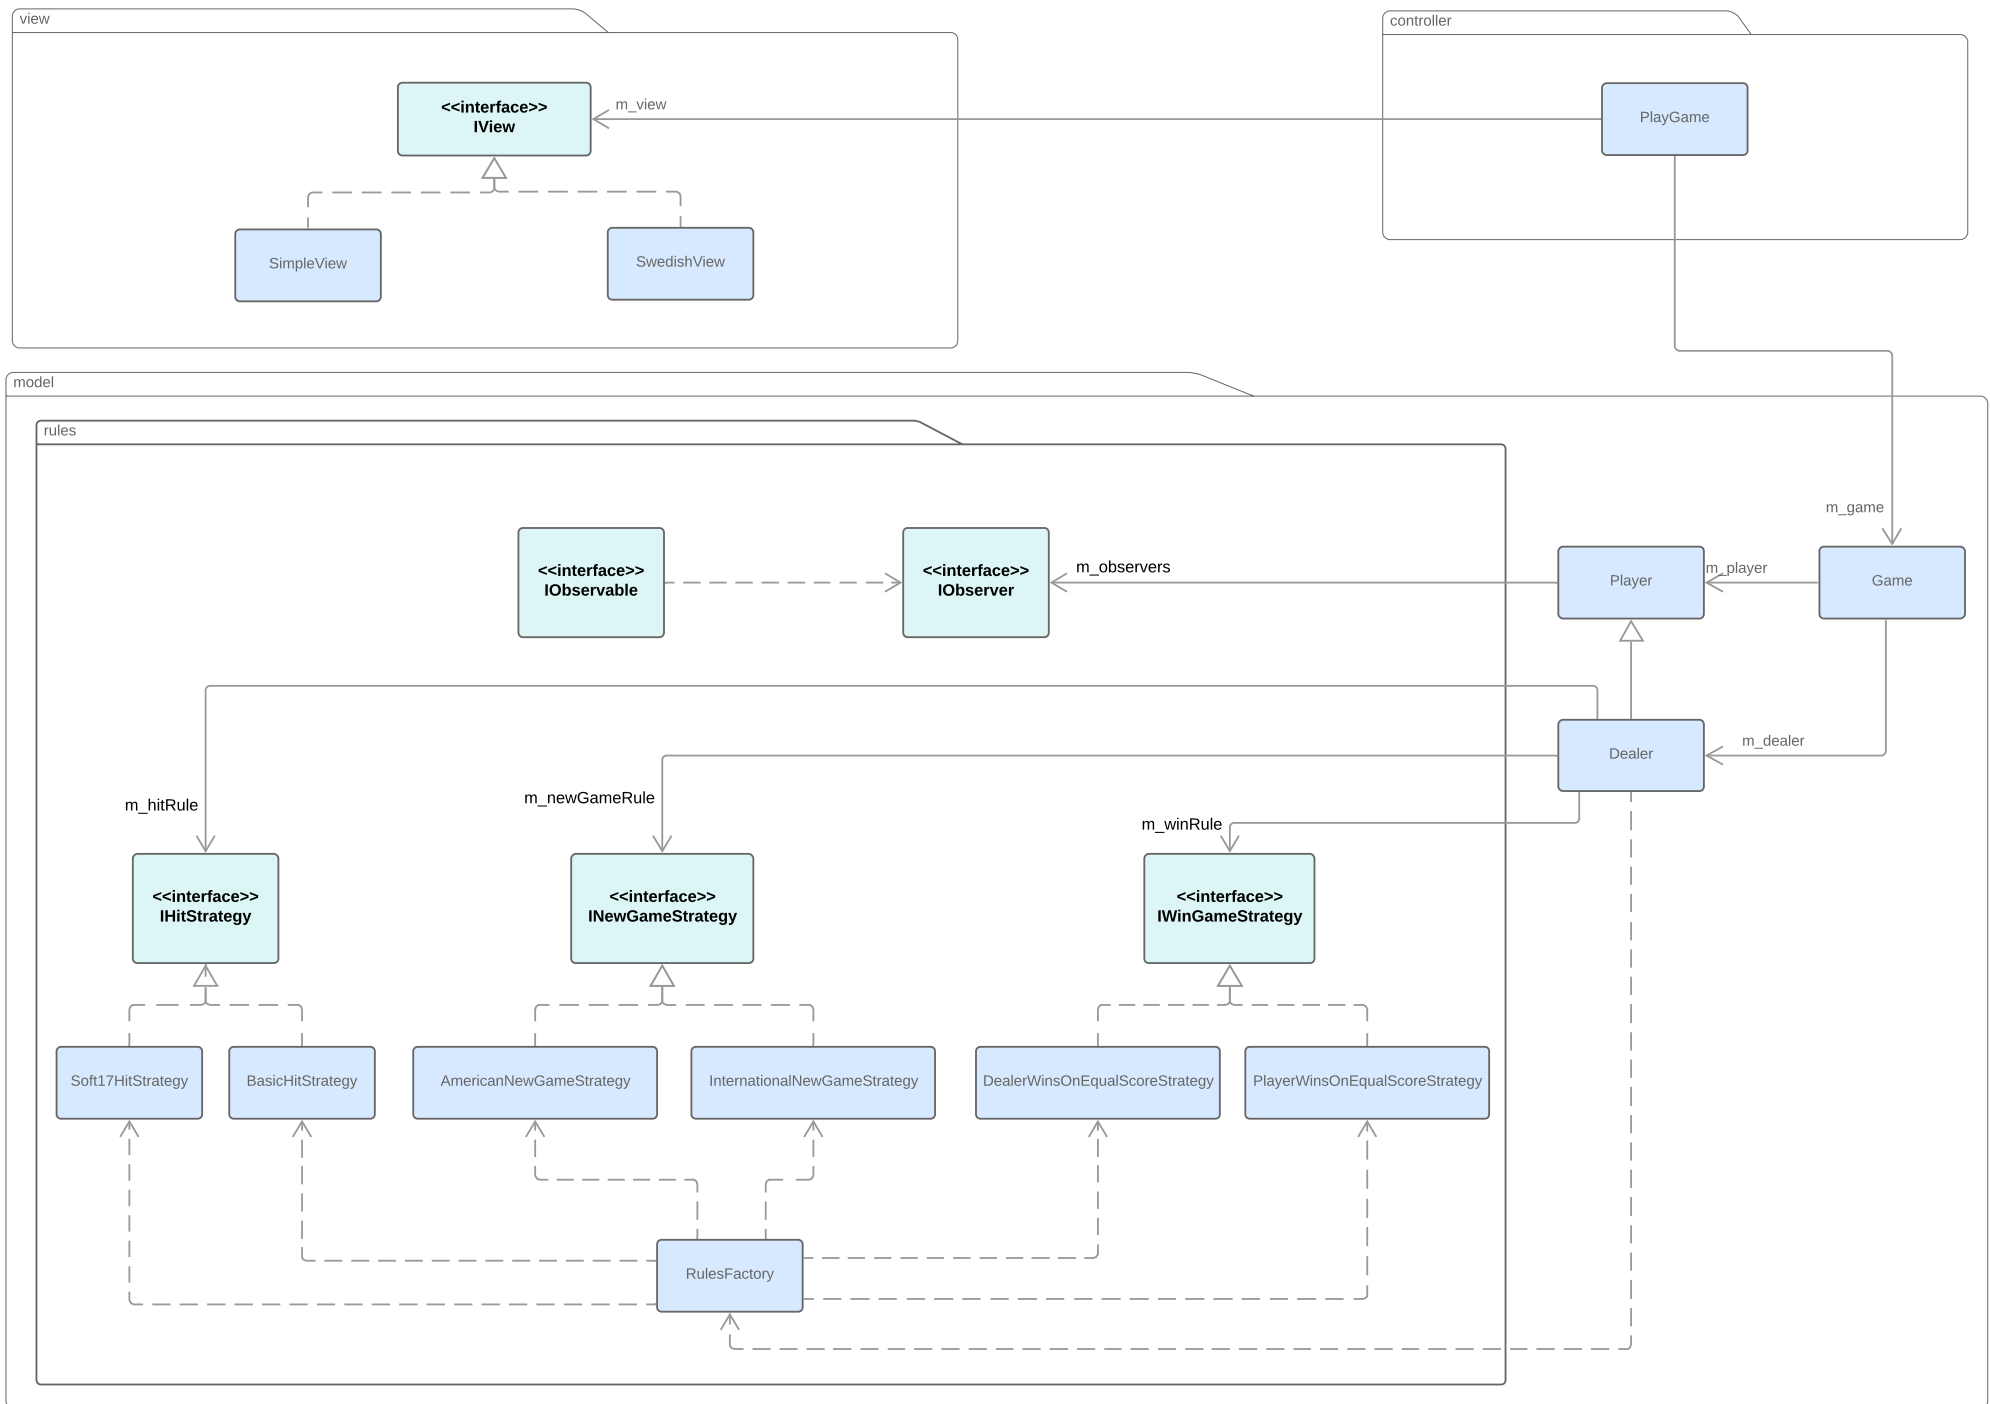 view
controller
<<interface>>
IView
m_view
PlayGame
SimpleView
SwedishView
model
rules
m_game
<<interface>>
IObservable
<<interface>>
IObserver
m_observers
Player
m_player
Game
Dealer
m_dealer
m_hitRule
m_newGameRule
m_winRule
<<interface>>
IHitStrategy
<<interface>>
INewGameStrategy
<<interface>>
IWinGameStrategy
Soft17HitStrategy
BasicHitStrategy
AmericanNewGameStrategy
InternationalNewGameStrategy
DealerWinsOnEqualScoreStrategy
PlayerWinsOnEqualScoreStrategy
RulesFactory